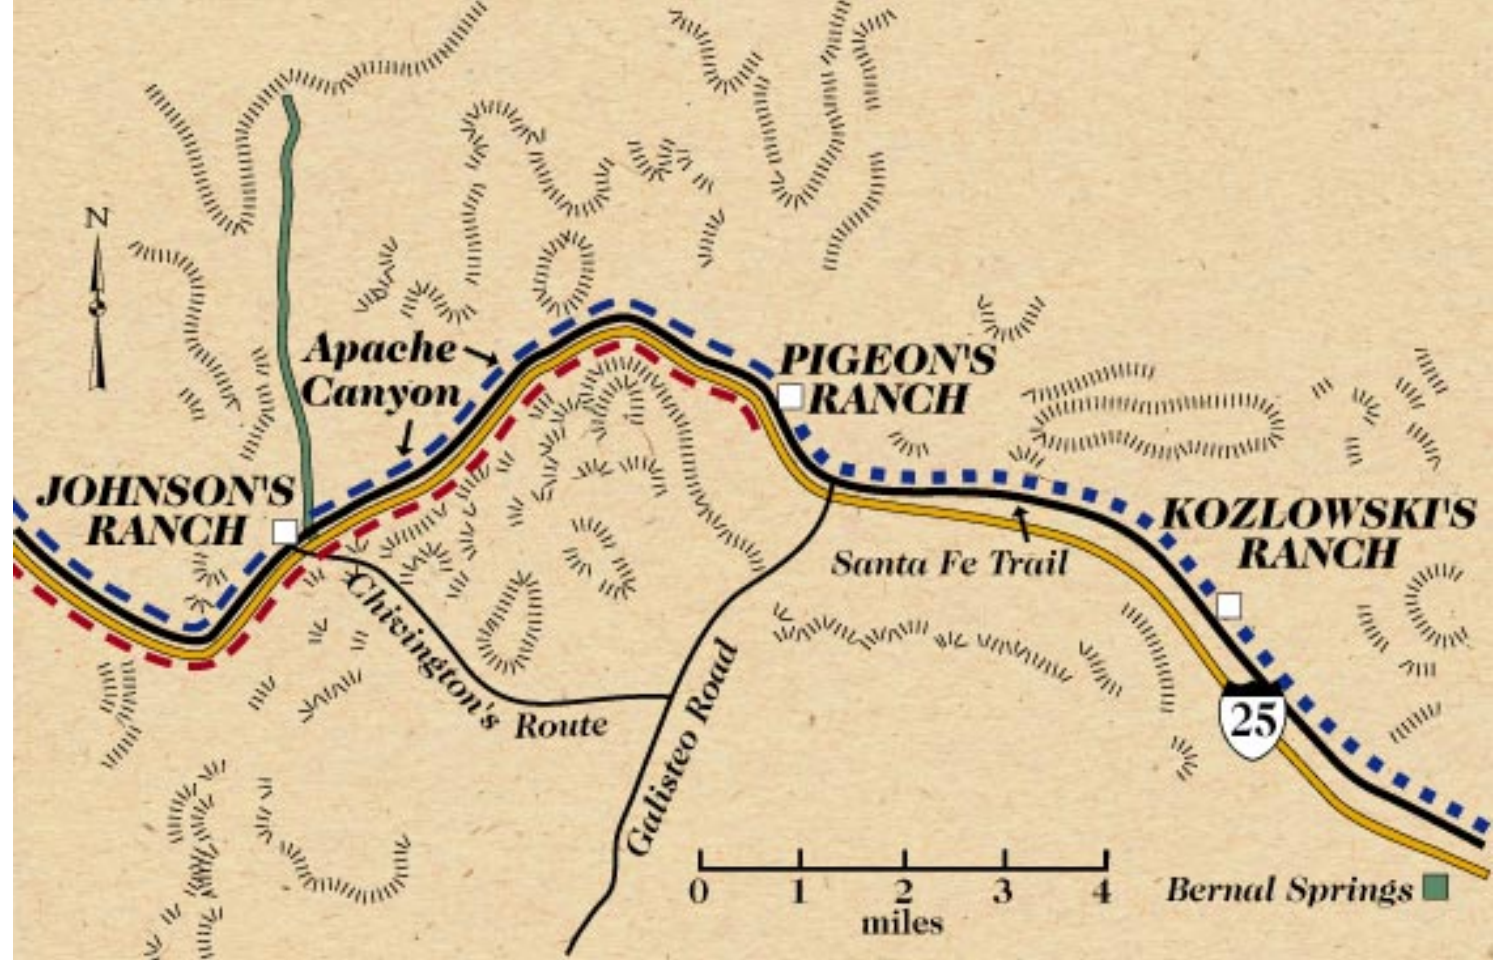 N
Apache
Canyon
PIGEON'S
RANCH
JOHNSON'S
RANCH
KOZLOWSKI'S
RANCH
Santa Fe Trail
Chivington's Route
Galisteo Road
25
0 1 2 3 4
miles
Bernal Springs